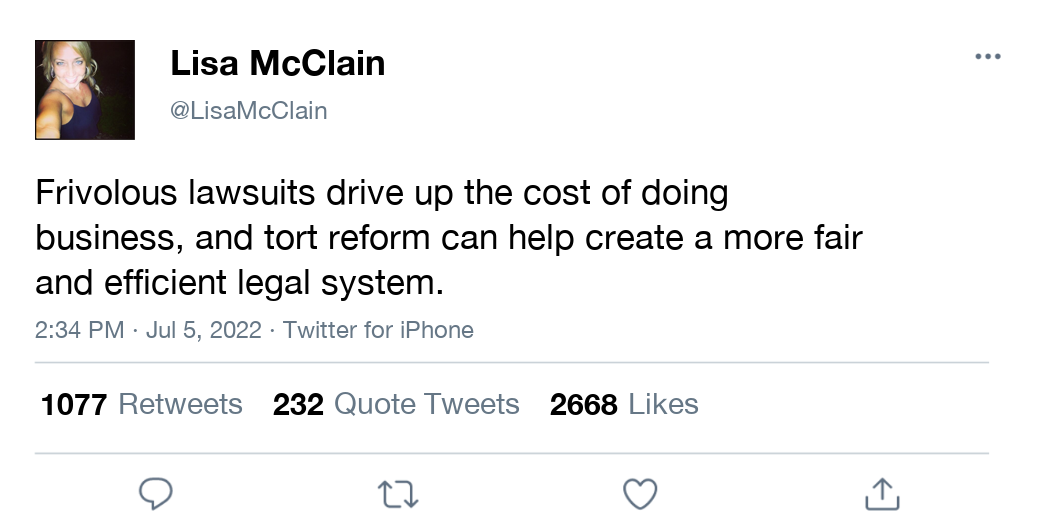 Lisa McClain
@LisaMcClain
Frivolous lawsuits drive up the cost of doing
business, and tort reform can help create a more fair
and efficient legal system.
2:34 PM · Jul 5, 2022 · Twitter for iPhone
1077 Retweets 232 Quote Tweets 2668 Likes